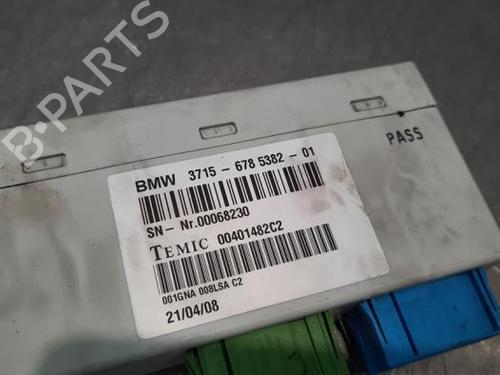 B-PARTS
PASS
BMW 3715-678 5382-01
SN- Nr.00068230
TEMIC 00401482C2
001GNA 008LSA C2
21/04/08